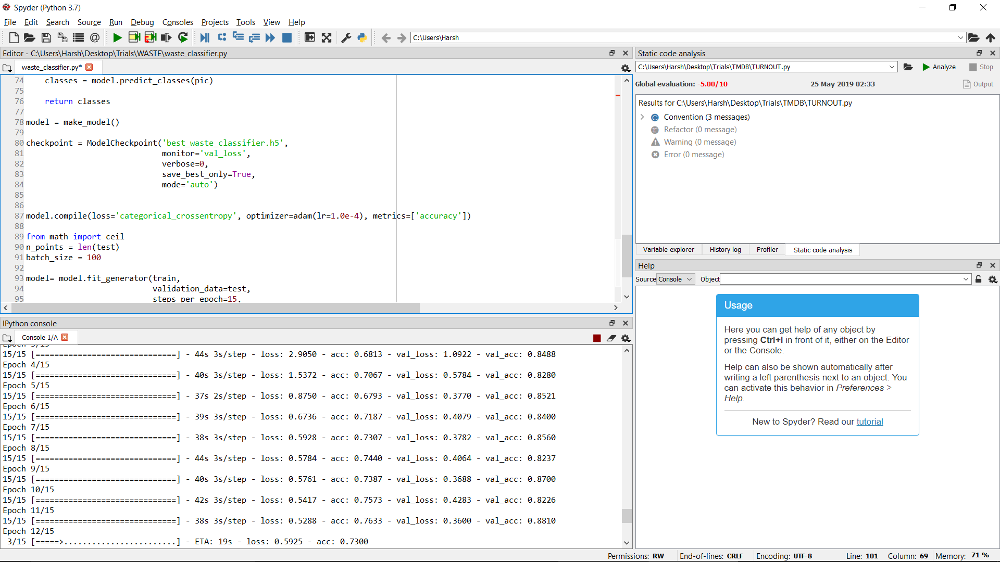 Spyder (Python 3.7)
File Edit Search Source Run Debug Consoles Projects Tools View Help
C:\Users\Harsh
Editor - C:\Users\Harsh\Desktop\Trials\WASTE\waste_classifier.py
waste_classifier.py*
74     classes = model.predict_classes(pic)
75
76     return classes
77
78 model = make_model()
79
80 checkpoint = ModelCheckpoint('best_waste_classifier.h5',
81                              monitor='val_loss',
82                              verbose=0,
83                              save_best_only=True,
84                              mode='auto')
85
86
87 model.compile(loss='categorical_crossentropy', optimizer=adam(lr=1.0e-4), metrics=['accuracy'])
88
89 from math import ceil
90 n_points = len(test)
91 batch_size = 100
92
93 model= model.fit_generator(train,
94                            validation_data=test,
95                            steps_per_epoch=15,
IPython console
Console 1/A
Epoch 3/15
15/15 [==============================] - 44s 3s/step - loss: 2.9050 - acc: 0.6813 - val_loss: 1.0922 - val_acc: 0.8488
Epoch 4/15
15/15 [==============================] - 40s 3s/step - loss: 1.5372 - acc: 0.7067 - val_loss: 0.5784 - val_acc: 0.8280
Epoch 5/15
15/15 [==============================] - 37s 2s/step - loss: 0.8750 - acc: 0.6793 - val_loss: 0.3770 - val_acc: 0.8521
Epoch 6/15
15/15 [==============================] - 39s 3s/step - loss: 0.6736 - acc: 0.7187 - val_loss: 0.4079 - val_acc: 0.8400
Epoch 7/15
15/15 [==============================] - 38s 3s/step - loss: 0.5928 - acc: 0.7307 - val_loss: 0.3782 - val_acc: 0.8560
Epoch 8/15
15/15 [==============================] - 44s 3s/step - loss: 0.5784 - acc: 0.7440 - val_loss: 0.4064 - val_acc: 0.8237
Epoch 9/15
15/15 [==============================] - 40s 3s/step - loss: 0.5761 - acc: 0.7387 - val_loss: 0.3688 - val_acc: 0.8700
Epoch 10/15
15/15 [==============================] - 42s 3s/step - loss: 0.5417 - acc: 0.7573 - val_loss: 0.4283 - val_acc: 0.8226
Epoch 11/15
15/15 [==============================] - 38s 3s/step - loss: 0.5288 - acc: 0.7633 - val_loss: 0.3600 - val_acc: 0.8810
Epoch 12/15
3/15 [=====>........................] - ETA: 19s - loss: 0.5925 - acc: 0.7300
Static code analysis
C:\Users\Harsh\Desktop\Trials\TMDB\TURNOUT.py Analyze Stop
Global evaluation: -5.00/10 25 May 2019 02:33 Output
Results for C:\Users\Harsh\Desktop\Trials\TMDB\TURNOUT.py
Convention (3 messages)
Refactor (0 message)
Warning (0 message)
Error (0 message)
Variable explorer History log Profiler Static code analysis
Help
Source Console Object
Usage
Here you can get help of any object by
pressing Ctrl+I in front of it, either on the Editor
or the Console.
Help can also be shown automatically after
writing a left parenthesis next to an object. You
can activate this behavior in Preferences >
Help.
New to Spyder? Read our tutorial
Permissions: RW End-of-lines: CRLF Encoding: UTF-8 Line: 101 Column: 69 Memory: 71 %